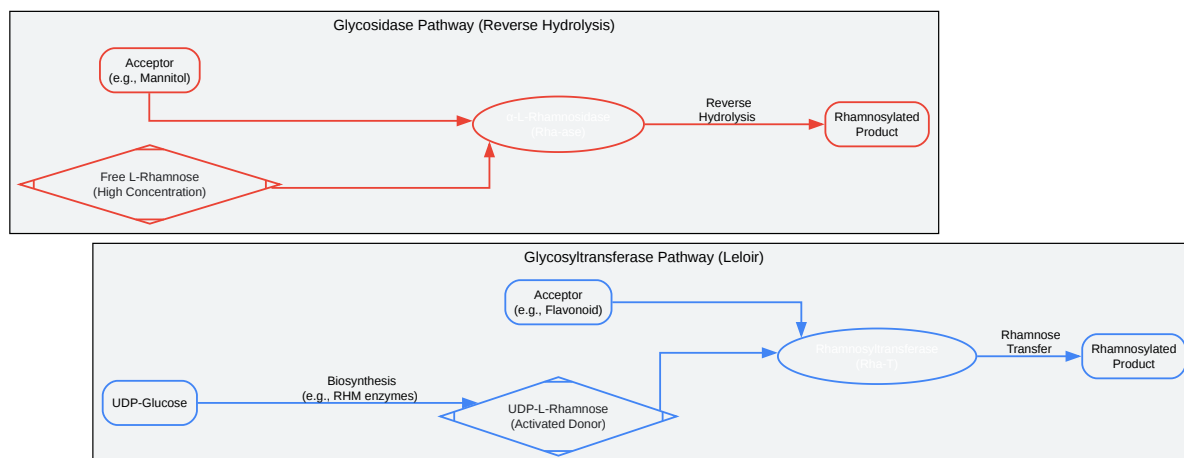 Glycosidase Pathway (Reverse Hydrolysis)
Acceptor
(e.g., Mannitol)
α-L-Rhamnosidase
(Rha-ase)
Reverse
Hydrolysis
Rhamnosylated
Product
Free L-Rhamnose
(High Concentration)
Glycosyltransferase Pathway (Leloir)
Acceptor
(e.g., Flavonoid)
Rhamnosyltransferase
(Rha-T)
Rhamnose
Transfer
Rhamnosylated
Product
UDP-Glucose
Biosynthesis
(e.g., RHM enzymes)
UDP-L-Rhamnose
(Activated Donor)